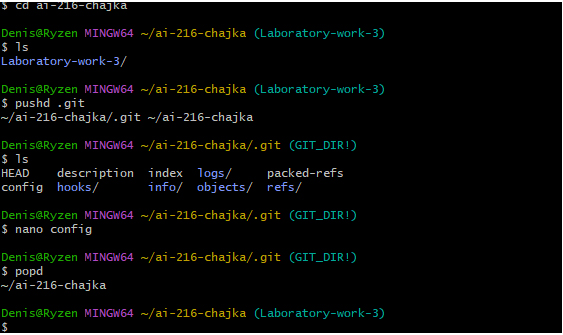 $ cd ai-216-chajka
Denis@Ryzen MINGW64 ~/ai-216-chajka (Laboratory-work-3)
$ ls
Laboratory-work-3/
Denis@Ryzen MINGW64 ~/ai-216-chajka (Laboratory-work-3)
$ pushd .git
~/ai-216-chajka/.git ~/ai-216-chajka
Denis@Ryzen MINGW64 ~/ai-216-chajka/.git (GIT_DIR!)
$ ls
HEAD description index logs/ packed-refs
config hooks/ info/ objects/ refs/
Denis@Ryzen MINGW64 ~/ai-216-chajka/.git (GIT_DIR!)
$ nano config
Denis@Ryzen MINGW64 ~/ai-216-chajka/.git (GIT_DIR!)
$ popd
~/ai-216-chajka
Denis@Ryzen MINGW64 ~/ai-216-chajka (Laboratory-work-3)
$